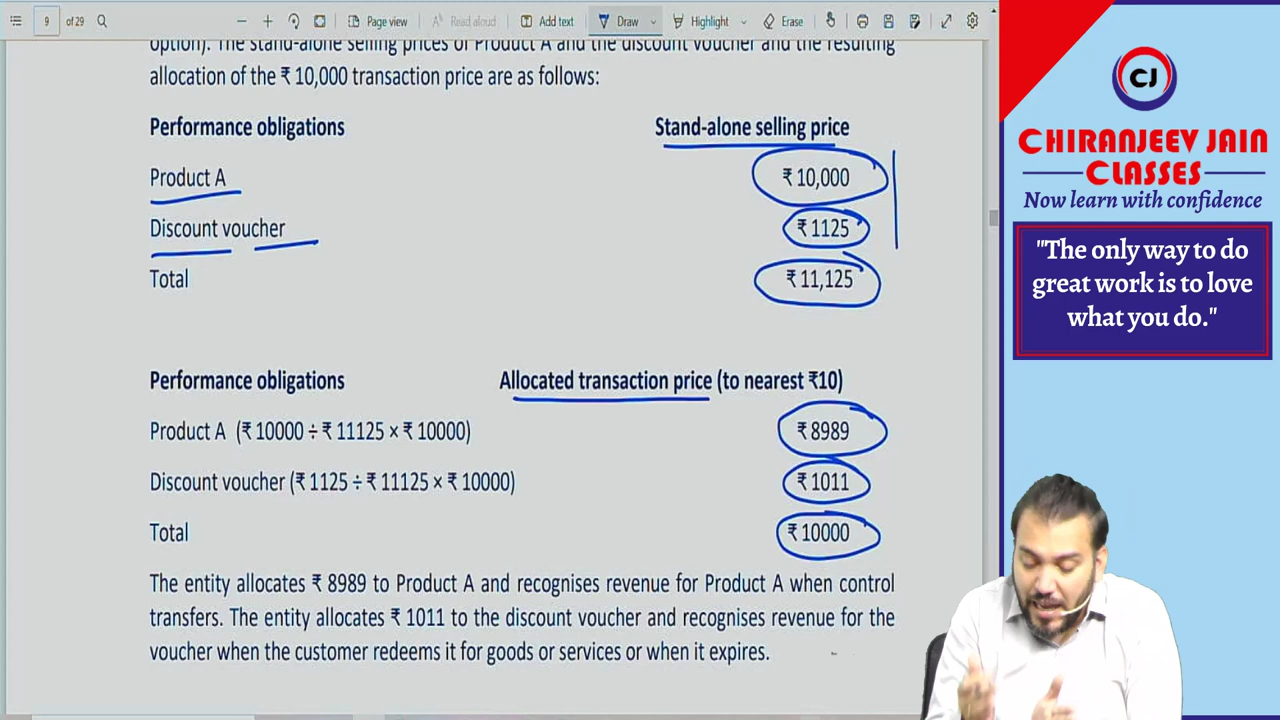 9 of 29 Page view Read aloud Add text Draw Highlight Erase
option). The stand-alone selling prices of Product A and the discount voucher and the resulting
allocation of the ₹ 10,000 transaction price are as follows:
Performance obligations Stand-alone selling price
Product A ₹ 10,000
Discount voucher ₹ 1125
Total ₹ 11,125
Performance obligations Allocated transaction price (to nearest ₹10)
Product A (₹ 10000 ÷ ₹ 11125 × ₹ 10000) ₹ 8989
Discount voucher (₹ 1125 ÷ ₹ 11125 × ₹ 10000) ₹ 1011
Total ₹ 10000
The entity allocates ₹ 8989 to Product A and recognises revenue for Product A when control
transfers. The entity allocates ₹ 1011 to the discount voucher and recognises revenue for the
voucher when the customer redeems it for goods or services or when it expires.
CJ
CHIRANJEEV JAIN
CLASSES
Now learn with confidence
"The only way to do
great work is to love
what you do."